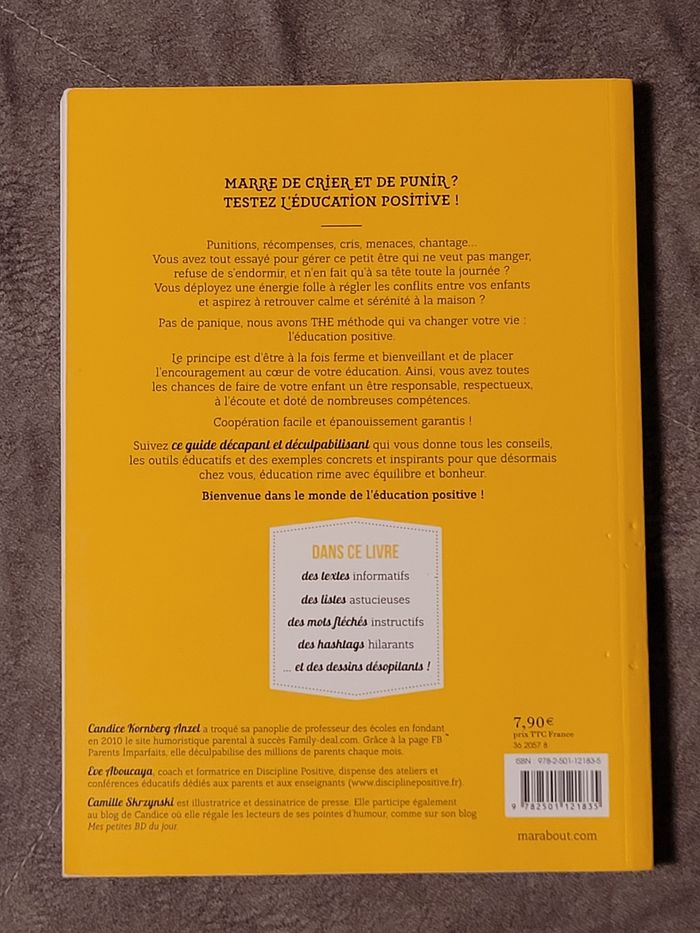 MARRE DE CRIER ET DE PUNIR ?
TESTEZ L'ÉDUCATION POSITIVE !
Punitions, récompenses, cris, menaces, chantage...
Vous avez tout essayé pour gérer ce petit être qui ne veut pas manger,
refuse de s'endormir, et n'en fait qu'à sa tête toute la journée ?
Vous déployez une énergie folle à régler les conflits entre vos enfants
et aspirez à retrouver calme et sérénité à la maison ?
Pas de panique, nous avons THE méthode qui va changer votre vie :
l'éducation positive.
Le principe est d'être à la fois ferme et bienveillant et de placer
l'encouragement au cœur de votre éducation. Ainsi, vous avez toutes
les chances de faire de votre enfant un être responsable, respectueux,
à l'écoute et doté de nombreuses compétences.
Coopération facile et épanouissement garantis !
Suivez ce guide décapant et déculpabilisant qui vous donne tous les conseils,
les outils éducatifs et des exemples concrets et inspirants pour que désormais
chez vous, éducation rime avec équilibre et bonheur.
Bienvenue dans le monde de l'éducation positive !
DANS CE LIVRE
des textes informatifs
des listes astucieuses
des mots fléchés instructifs
des hashtags hilarants
... et des dessins désopilants !
Candice Kornberg Anzel a troqué sa panoplie de professeur des écoles en fondant
en 2010 le site humoristique parental à succès Family-deal.com. Grâce à la page FB
Parents Imparfaits, elle déculpabilise des millions de parents chaque mois.
Eve Aboucaya, coach et formatrice en Discipline Positive, dispense des ateliers et
conférences éducatifs dédiés aux parents et aux enseignants (www.disciplinepositive.fr).
Camille Skrzynski est illustratrice et dessinatrice de presse. Elle participe également
au blog de Candice où elle régale les lecteurs de ses pointes d'humour, comme sur son blog
Mes petites BD du jour.
7,90 €
prix TTC France
36 2057 8
ISBN 978-2-501-12183-5
9 782501 121835
marabout.com